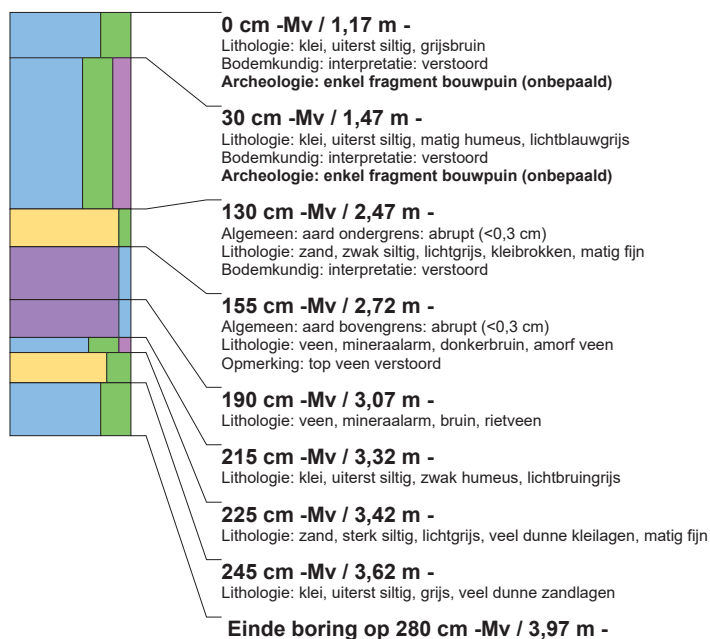 0 cm -Mv / 1,17 m -
Lithologie: klei, uiterst siltig, grijsbruin
Bodemkundig: interpretatie: verstoord
Archeologie: enkel fragment bouwpuin (onbepaald)
30 cm -Mv / 1,47 m -
Lithologie: klei, uiterst siltig, matig humeus, lichtblauwgrijs
Bodemkundig: interpretatie: verstoord
Archeologie: enkel fragment bouwpuin (onbepaald)
130 cm -Mv / 2,47 m -
Algemeen: aard ondergrens: abrupt (<0,3 cm)
Lithologie: zand, zwak siltig, lichtgrijs, kleibrokken, matig fijn
Bodemkundig: interpretatie: verstoord
155 cm -Mv / 2,72 m -
Algemeen: aard bovengrens: abrupt (<0,3 cm)
Lithologie: veen, mineraalarm, donkerbruin, amorf veen
Opmerking: top veen verstoord
190 cm -Mv / 3,07 m -
Lithologie: veen, mineraalarm, bruin, rietveen
215 cm -Mv / 3,32 m -
Lithologie: klei, uiterst siltig, zwak humeus, lichtbruingrijs
225 cm -Mv / 3,42 m -
Lithologie: zand, sterk siltig, lichtgrijs, veel dunne kleilagen, matig fijn
245 cm -Mv / 3,62 m -
Lithologie: klei, uiterst siltig, grijs, veel dunne zandlagen
Einde boring op 280 cm -Mv / 3,97 m -